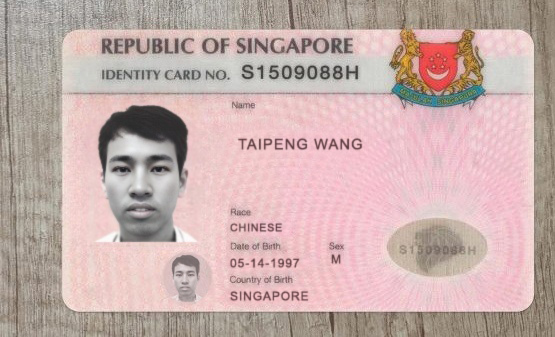 REPUBLIC OF SINGAPORE
IDENTITY CARD NO. S1509088H
Name
TAIPENG WANG
Race
CHINESE
Date of Birth Sex
05-14-1997 M
Country of Birth
SINGAPORE
S1509088H